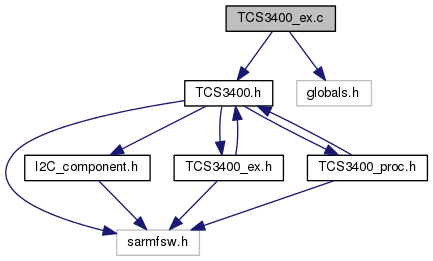 TCS3400_ex.c
TCS3400.h
globals.h
I2C_component.h
TCS3400_ex.h
TCS3400_proc.h
sarmfsw.h